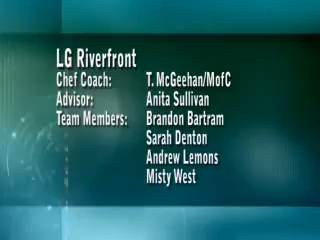 LG Riverfront
Chef Coach: T. McGeehan/MofC
Advisor: Anita Sullivan
Team Members: Brandon Bartram
Sarah Denton
Andrew Lemons
Misty West